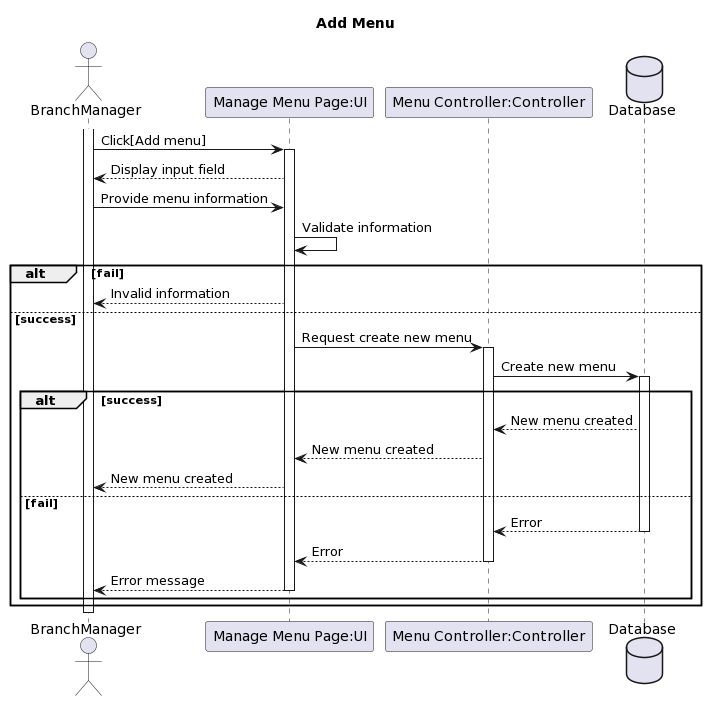 Add Menu
BranchManager
Manage Menu Page:UI
Menu Controller:Controller
Database
Click[Add menu]
Display input field
Provide menu information
Validate information
alt
[fail]
Invalid information
[success]
Request create new menu
Create new menu
alt
[success]
New menu created
New menu created
New menu created
[fail]
Error
Error
Error message
BranchManager
Manage Menu Page:UI
Menu Controller:Controller
Database